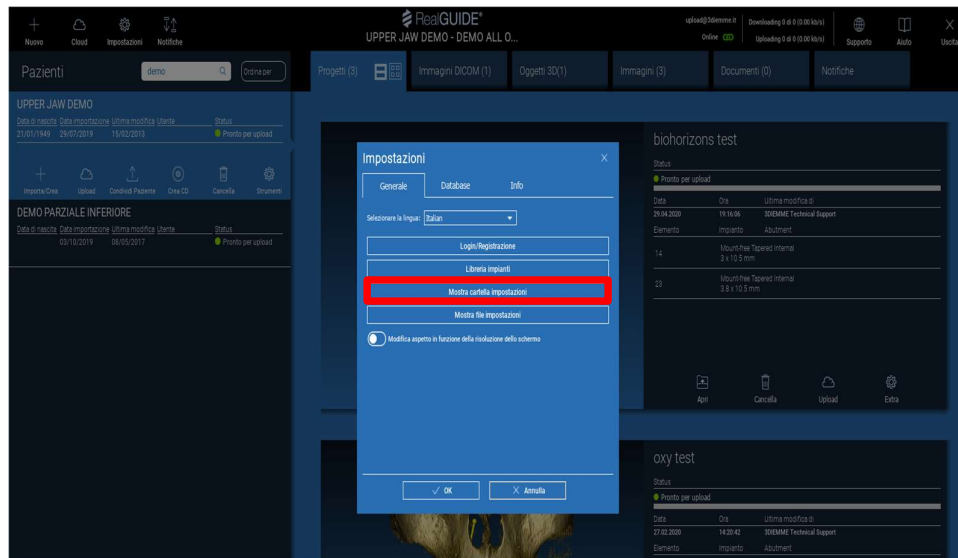 RealGUIDE®
UPPER JAW DEMO - DEMO ALL O...
Nuovo
Cloud
Impostazioni
Notifiche
upload@3diemme.it
Online
Downloading 0 di 0 (0.00 kb/s)
Uploading 0 di 0 (0.00 kb/s)
Supporto
Aiuto
Uscita
Pazienti
demo
Ordina per
Progetti (3)
Immagini DICOM (1)
Oggetti 3D(1)
Immagini (3)
Documenti (0)
Notifiche
UPPER JAW DEMO
Data di nascita Data importazione Ultima modifica Utente Status
21/01/1949 29/07/2019 15/02/2013 Pronto per upload
Importa/Crea
Upload
Condividi Paziente
Crea CD
Cancella
Strumenti
DEMO PARZIALE INFERIORE
Data di nascita Data importazione Ultima modifica Utente Status
03/10/2019 08/05/2017 Pronto per upload
Impostazioni X
Generale
Database
Info
Selezionare la lingua: Italian
Login/Registrazione
Libreria impianti
Mostra cartella impostazioni
Mostra file impostazioni
Modifica aspetto in funzione della risoluzione dello schermo
OK
Annulla
biohorizons test
Status
Pronto per upload
Data Ora Ultima modifica di
29.04.2020 19:16:06 3DIEMME Technical Support
Elemento Impianto Abutment
14 Mount-free Tapered Internal
3 x 10.5 mm
23 Mount-free Tapered Internal
3.8 x 10.5 mm
Apri
Cancella
Upload
Extra
oxy test
Status
Pronto per upload
Data Ora Ultima modifica di
27.02.2020 14:20:42 3DIEMME Technical Support
Elemento Impianto Abutment